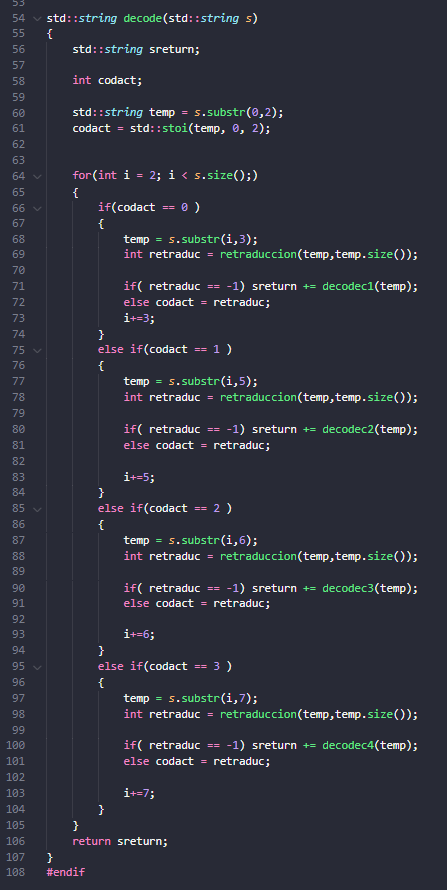 53
54 std::string decode(std::string s)
55 {
56     std::string sreturn;
57
58     int codact;
59
60     std::string temp = s.substr(0,2);
61     codact = std::stoi(temp, 0, 2);
62
63
64     for(int i = 2; i < s.size();)
65     {
66         if(codact == 0 )
67         {
68             temp = s.substr(i,3);
69             int retraduc = retraduccion(temp,temp.size());
70
71             if( retraduc == -1) sreturn += decodec1(temp);
72             else codact = retraduc;
73             i+=3;
74         }
75         else if(codact == 1 )
76         {
77             temp = s.substr(i,5);
78             int retraduc = retraduccion(temp,temp.size());
79
80             if( retraduc == -1) sreturn += decodec2(temp);
81             else codact = retraduc;
82
83             i+=5;
84         }
85         else if(codact == 2 )
86         {
87             temp = s.substr(i,6);
88             int retraduc = retraduccion(temp,temp.size());
89
90             if( retraduc == -1) sreturn += decodec3(temp);
91             else codact = retraduc;
92
93             i+=6;
94         }
95         else if(codact == 3 )
96         {
97             temp = s.substr(i,7);
98             int retraduc = retraduccion(temp,temp.size());
99
100             if( retraduc == -1) sreturn += decodec4(temp);
101             else codact = retraduc;
102
103             i+=7;
104         }
105     }
106     return sreturn;
107 }
108 #endif